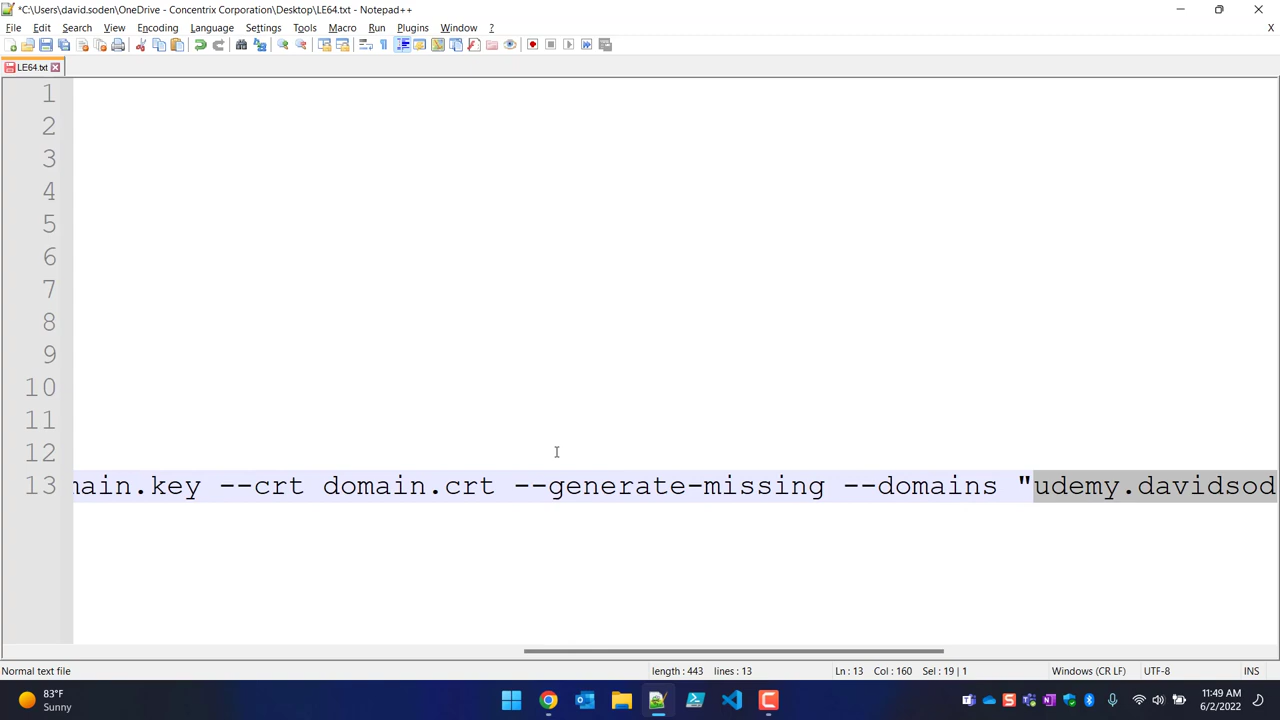 *C:\Users\david.soden\OneDrive - Concentrix Corporation\Desktop\LE64.txt - Notepad++
File Edit Search View Encoding Language Settings Tools Macro Run Plugins Window ? X
LE64.txt
1
2
3
4
5
6
7
8
9
10
11
12
13 main.key --crt domain.crt --generate-missing --domains "udemy.davidsod
Normal text file length : 443 lines : 13 Ln : 13 Col : 160 Sel : 19 | 1 Windows (CR LF) UTF-8 INS
83°F
Sunny
11:49 AM
6/2/2022